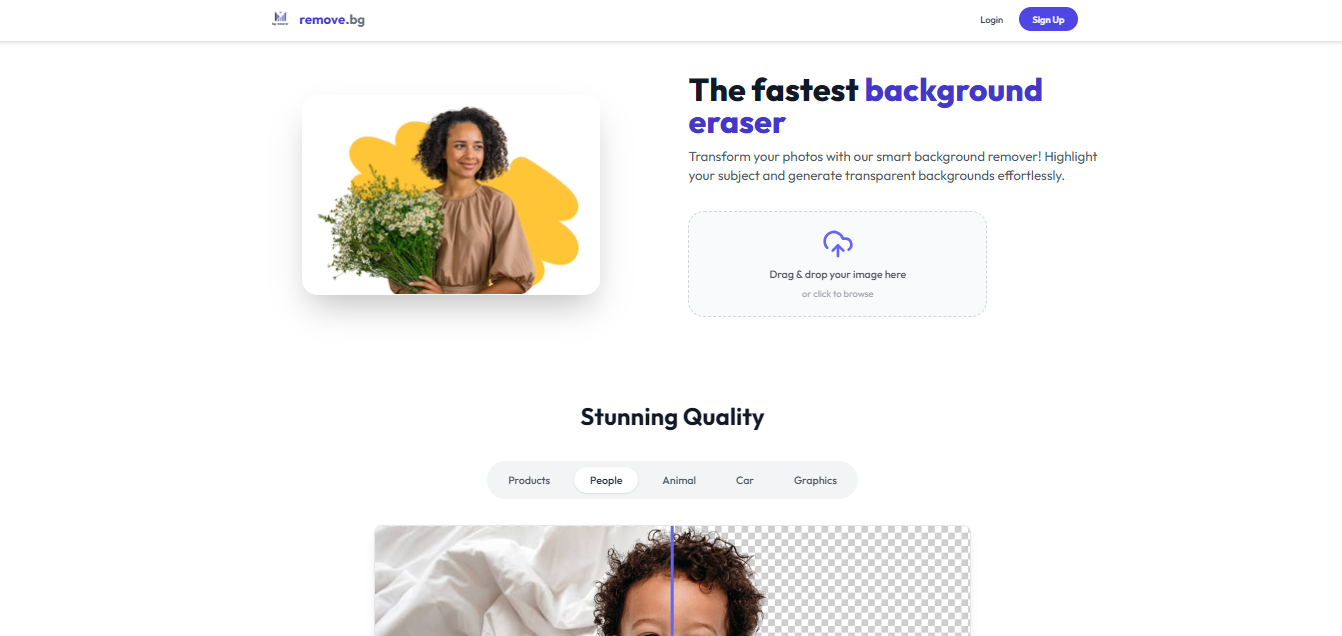 remove.bg
Login
Sign Up
The fastest background
eraser
Transform your photos with our smart background remover! Highlight
your subject and generate transparent backgrounds effortlessly.
Drag & drop your image here
or click to browse
Stunning Quality
Products
People
Animal
Car
Graphics